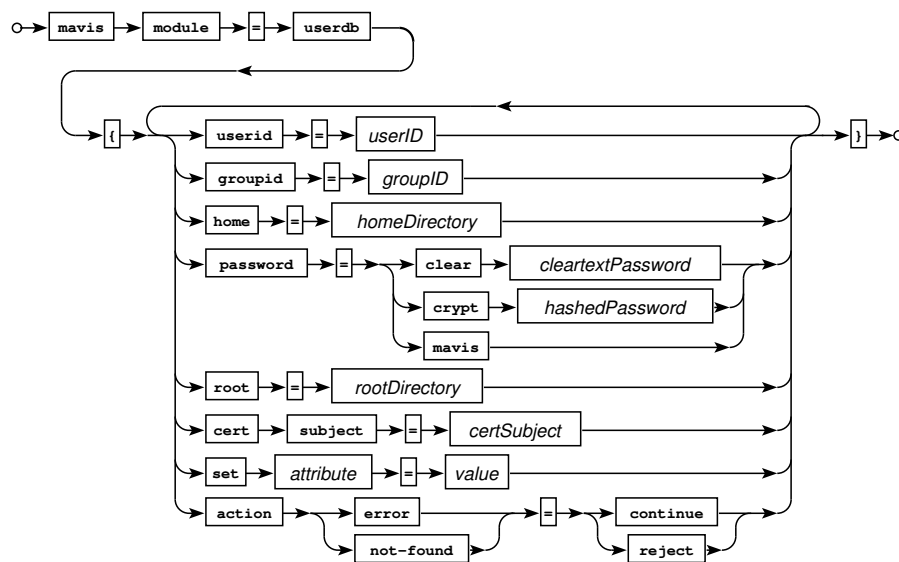 mavis module = userdb
{ userid = userID }
groupid = groupID
home = homeDirectory
password = clear cleartextPassword
crypt hashedPassword
mavis
root = rootDirectory
cert subject = certSubject
set attribute = value
action error = continue
not-found reject